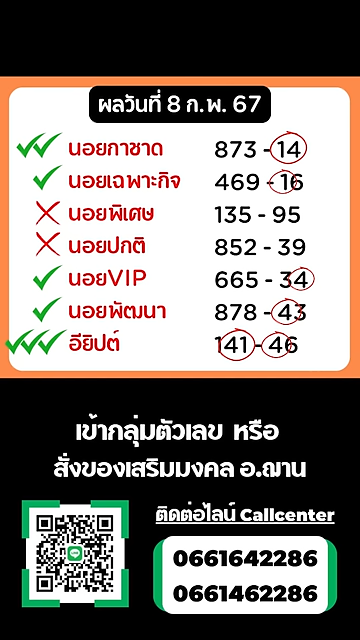 ผลวันที่ 8 ก.พ. 67
นอยกาชาด 873 - 14
นอยเฉพาะกิจ 469 - 16
นอยพิเศษ 135 - 95
นอยปกติ 852 - 39
นอยVIP 665 - 34
นอยพัฒนา 878 - 43
อียิปต์ 141 - 46
เข้ากลุ่มตัวเลข หรือ
สั่งของเสริมมงคล อ.ฌาน
ติดต่อไลน์ Callcenter
0661642286
0661462286